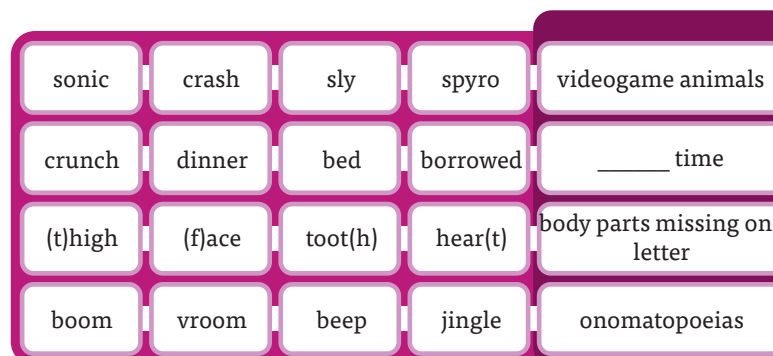 sonic crash sly spyro videogame animals
crunch dinner bed borrowed ______ time
(t)high (f)ace toot(h) hear(t) body parts missing on
letter
boom vroom beep jingle onomatopoeias